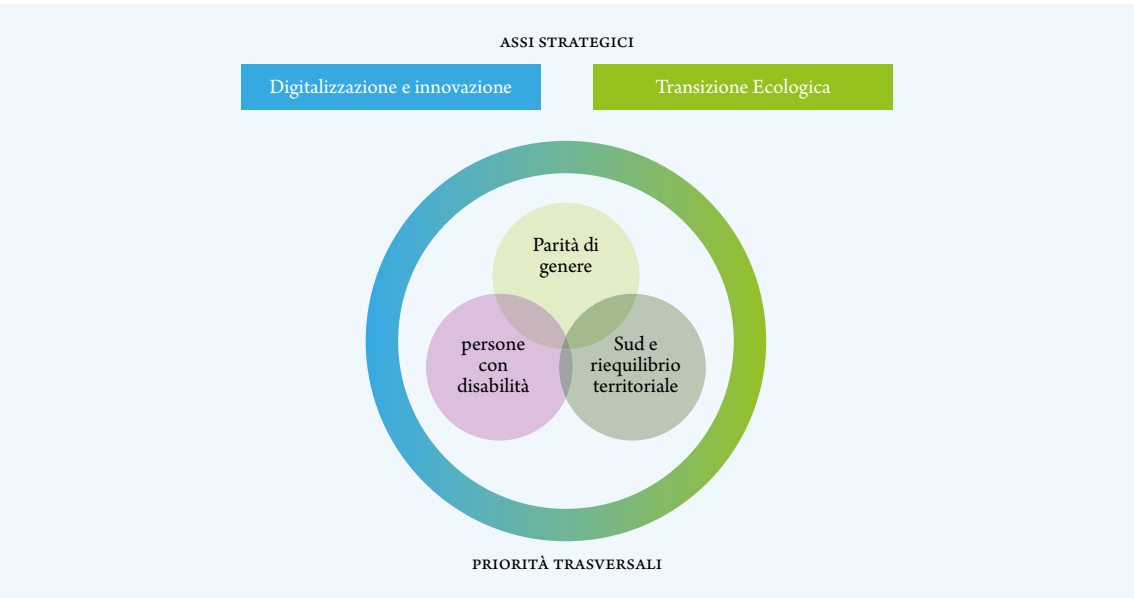 ASSI STRATEGICI
Digitalizzazione e innovazione
Transizione Ecologica
Parità di
genere
persone
con
disabilità
Sud e
riequilibrio
territoriale
PRIORITÀ TRASVERSALI